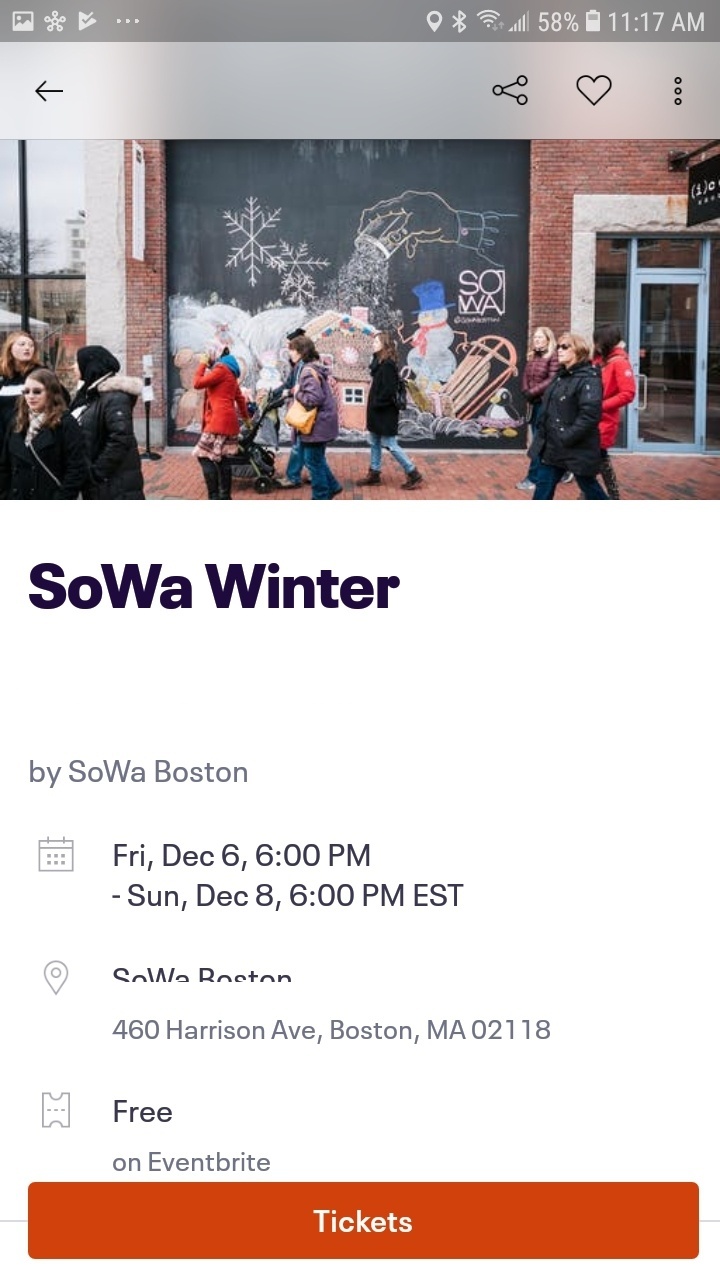 58% 11:17 AM
SO
WA
SoWa Winter
by SoWa Boston
Fri, Dec 6, 6:00 PM
- Sun, Dec 8, 6:00 PM EST
SoWa Boston
460 Harrison Ave, Boston, MA 02118
Free
on Eventbrite
Tickets